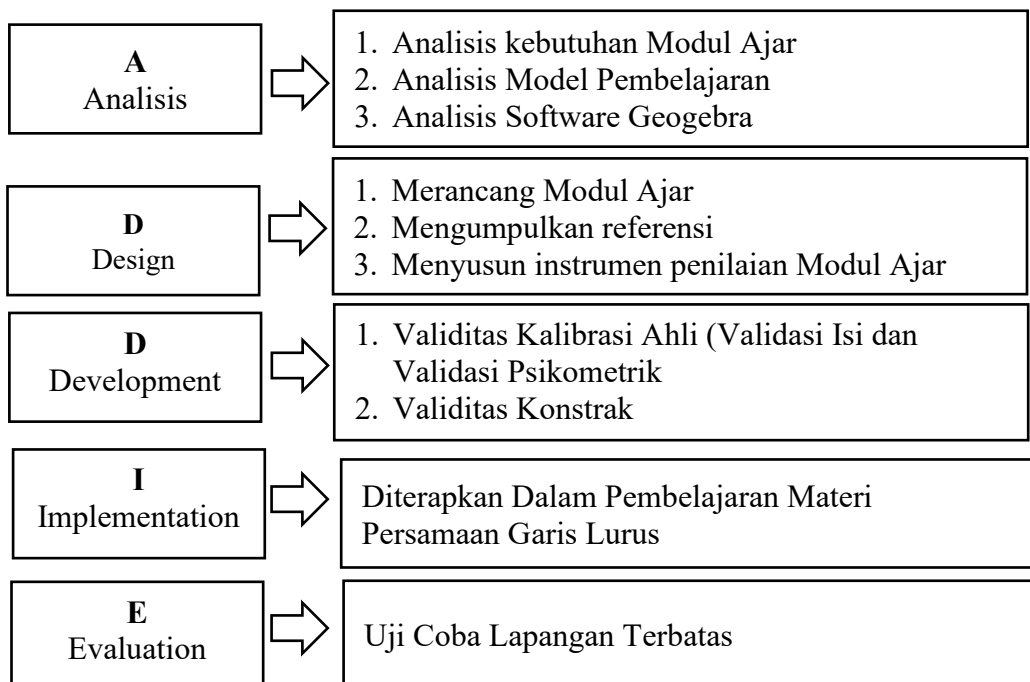 A
Analisis
1. Analisis kebutuhan Modul Ajar
2. Analisis Model Pembelajaran
3. Analisis Software Geogebra
D
Design
1. Merancang Modul Ajar
2. Mengumpulkan referensi
3. Menyusun instrumen penilaian Modul Ajar
D
Development
1. Validitas Kalibrasi Ahli (Validasi Isi dan
Validasi Psikometrik
2. Validitas Konstrak
I
Implementation
Diterapkan Dalam Pembelajaran Materi
Persamaan Garis Lurus
E
Evaluation
Uji Coba Lapangan Terbatas